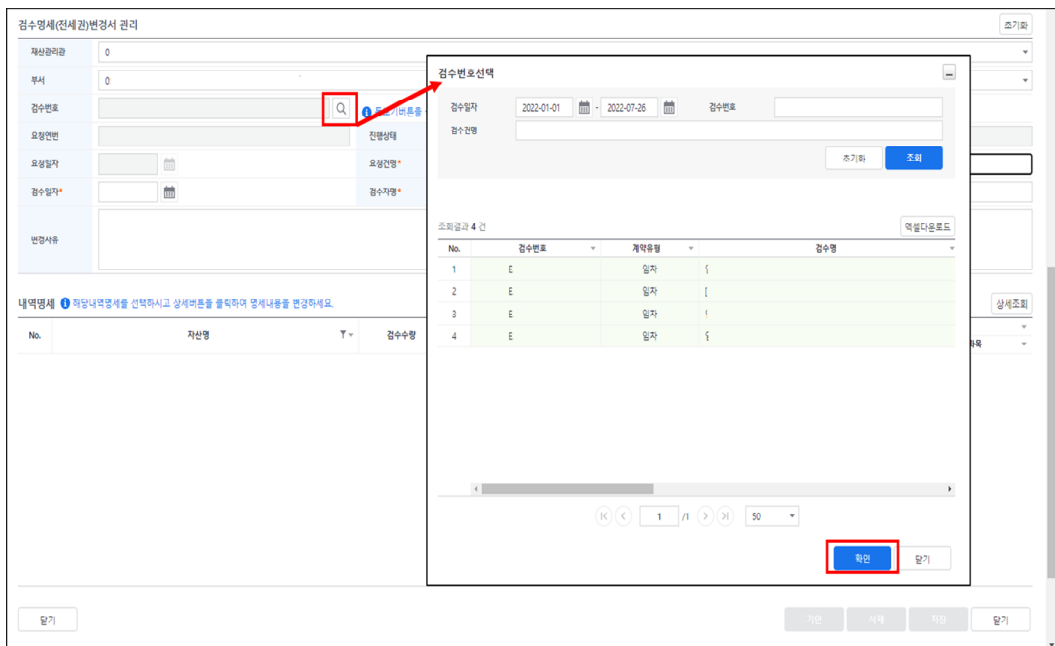 검수명세(전세권)변경서 관리
초기화
재산관리관
0
부서
0
검수번호
요청연번
진행상태
요청일자
요청건명*
검수일자*
검수자명*
변경사유
내역명세 해당내역명세를 선택하시고 상세버튼을 클릭하여 명세내용을 변경하세요.
상세조회
No. 자산명 검수수량
검수번호선택
검수일자 2022-01-01 - 2022-07-26 검수번호
검수건명
초기화 조회
조회결과 4 건
엑셀다운로드
No. 검수번호 계약유형 검수명
1 E 임차
2 E 임차
3 E 임차
4 E 임차
1 /1 50
확인 닫기
닫기
기안 삭제 저장 닫기